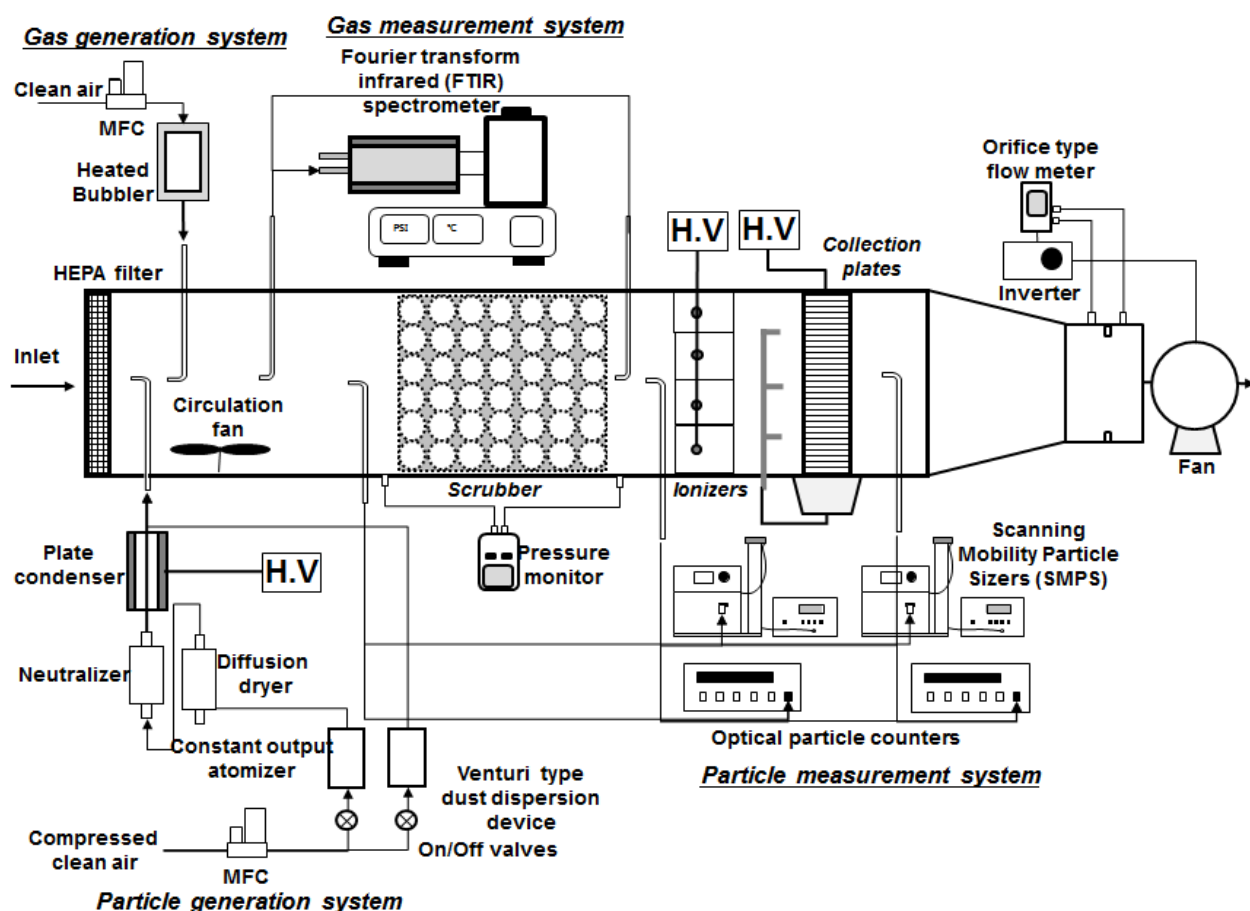 Gas generation system
Gas measurement system
Fourier transform
infrared (FTIR)
spectrometer
Clean air
MFC
Heated
Bubbler
PSI
°C
Orifice type
flow meter
H.V
H.V
Collection
plates
HEPA filter
Inverter
Inlet
Circulation
fan
Fan
Scrubber
Ionizers
Plate
condenser
H.V
Pressure
monitor
Scanning
Mobility Particle
Sizers (SMPS)
Neutralizer
Diffusion
dryer
Constant output
atomizer
Optical particle counters
Particle measurement system
Venturi type
dust dispersion
device
Compressed
clean air
On/Off valves
MFC
Particle generation system